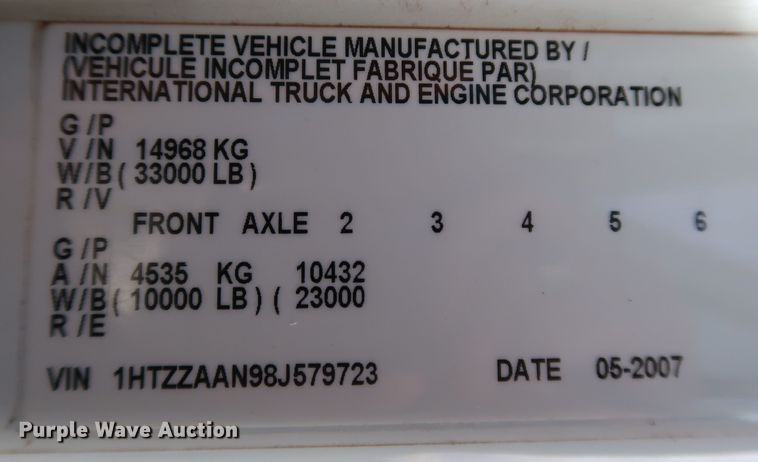 INCOMPLETE VEHICLE MANUFACTURED BY /
(VEHICULE INCOMPLET FABRIQUE PAR)
INTERNATIONAL TRUCK AND ENGINE CORPORATION
G /P
V /N 14968 KG
W/B ( 33000 LB )
R /V
FRONT AXLE 2 3 4 5 6
G /P
A /N 4535 KG 10432
W/B ( 10000 LB ) ( 23000
R /E
VIN 1HTZZAAN98J579723 DATE 05-2007
Purple Wave Auction